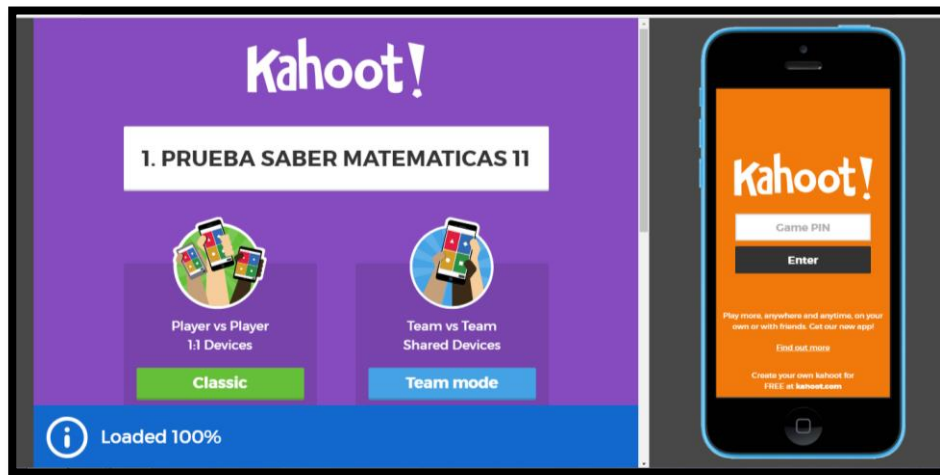 Kahoot!
1. PRUEBA SABER MATEMATICAS 11
Player vs Player
1:1 Devices
Classic
Team vs Team
Shared Devices
Team mode
Loaded 100%
Kahoot!
Game PIN
Enter
Play more, anywhere and anytime, on your
own or with friends. Get our new app!
Find out more
Create your own kahoot for
FREE at kahoot.com